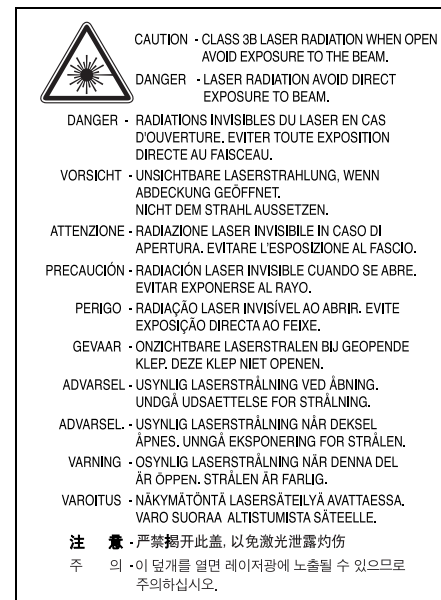 CAUTION - CLASS 3B LASER RADIATION WHEN OPEN
AVOID EXPOSURE TO THE BEAM.
DANGER - LASER RADIATION AVOID DIRECT
EXPOSURE TO BEAM.
DANGER - RADIATIONS INVISIBLES DU LASER EN CAS
D'OUVERTURE. EVITER TOUTE EXPOSITION
DIRECTE AU FAISCEAU.
VORSICHT - UNSICHTBARE LASERSTRAHLUNG, WENN
ABDECKUNG GEÖFFNET.
NICHT DEM STRAHL AUSSETZEN.
ATTENZIONE - RADIAZIONE LASER INVISIBILE IN CASO DI
APERTURA. EVITARE L'ESPOSIZIONE AL FASCIO.
PRECAUCIÓN - RADIACIÓN LASER INVISIBLE CUANDO SE ABRE.
EVITAR EXPONERSE AL RAYO.
PERIGO - RADIAÇÃO LASER INVISÍVEL AO ABRIR. EVITE
EXPOSIÇÃO DIRECTA AO FEIXE.
GEVAAR - ONZICHTBARE LASERSTRALEN BIJ GEOPENDE
KLEP. DEZE KLEP NIET OPENEN.
ADVARSEL - USYNLIG LASERSTRÅLNING VED ÅBNING.
UNDGÅ UDSAETTELSE FOR STRÅLNING.
ADVARSEL. - USYNLIG LASERSTRÅLNING NÅR DEKSEL
ÅPNES. UNNGÅ EKSPONERING FOR STRÅLEN.
VARNING - OSYNLIG LASERSTRÅLNING NÄR DENNA DEL
ÄR ÖPPEN. STRÅLEN ÄR FARLIG.
VAROITUS - NÄKYMÄTÖNTÄ LASERSÄTEILYÄ AVATTAESSA.
VARO SUORAA ALTISTUMISTA SÄTEELLE.
注 意 - 严禁揭开此盖, 以免激光泄露灼伤
주 의 - 이 덮개를 열면 레이저광에 노출될 수 있으므로
주의하십시오.